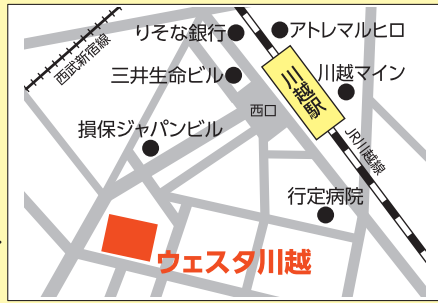 りそな銀行
アトレマルヒロ
西武新宿線
三井生命ビル
川越駅
川越マイン
西口
損保ジャパンビル
JR川越線
行定病院
ウェスタ川越